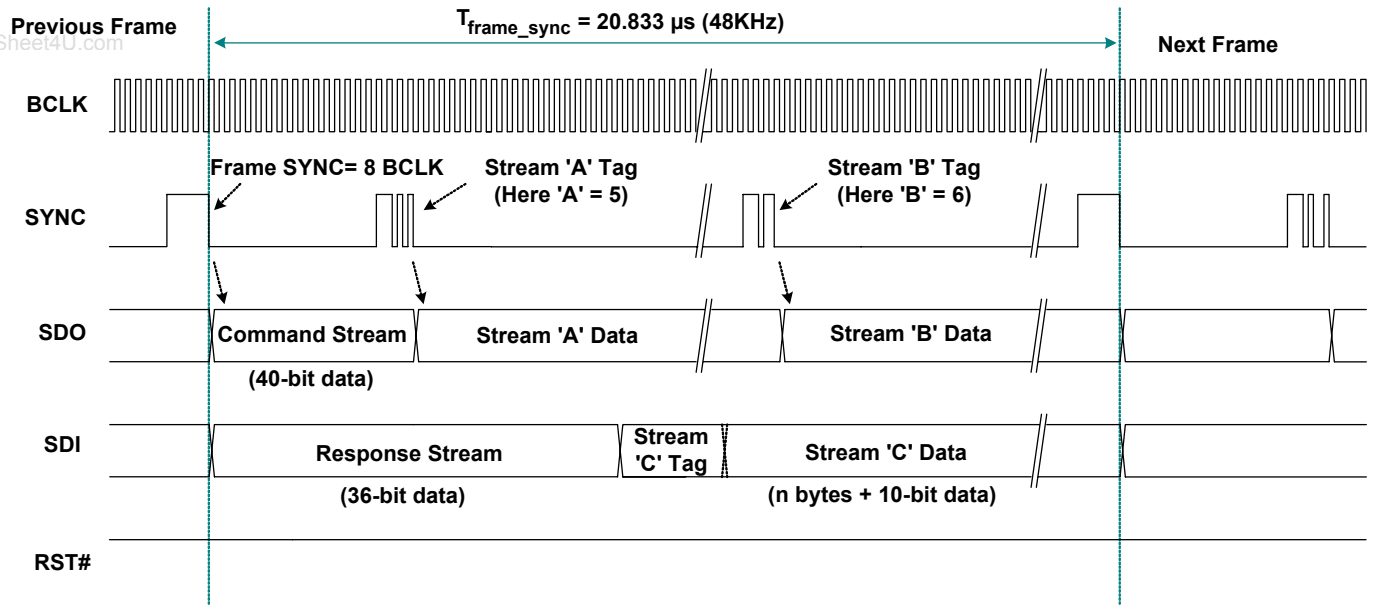 Previous Frame
T frame_sync = 20.833 µs (48KHz)
Next Frame
Sheet4U.com
BCLK
Frame SYNC= 8 BCLK
Stream 'A' Tag
(Here 'A' = 5)
Stream 'B' Tag
(Here 'B' = 6)
SYNC
SDO
Command Stream
Stream 'A' Data
Stream 'B' Data
(40-bit data)
SDI
Response Stream
Stream
'C' Tag
Stream 'C' Data
(36-bit data)
(n bytes + 10-bit data)
RST#